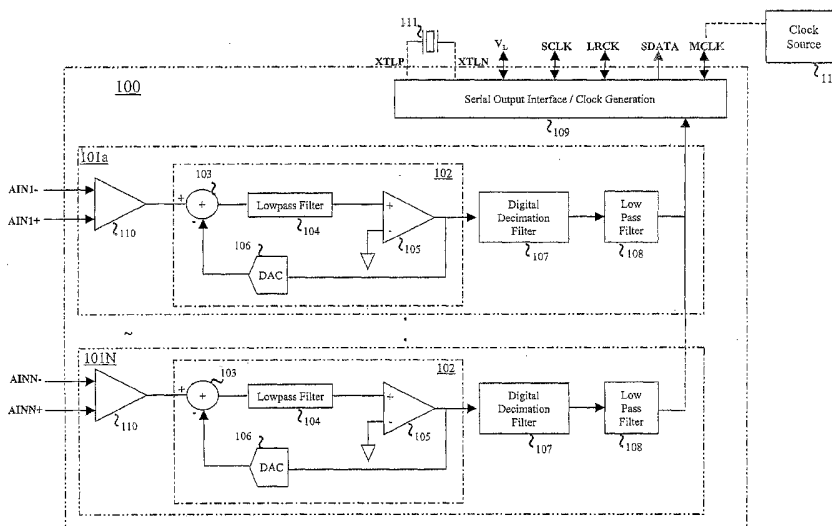 111
V_L SCLK LRCK SDATA MCLK
Clock Source
XTLP XTLN
11
100
Serial Output Interface / Clock Generation
109
101a
103
102
AIN1-
AIN1+
+
+
-
Lowpass Filter
104
+
-
105
110
106
DAC
Digital Decimation Filter
107
Low Pass Filter
108
~
101N
103
102
AINN-
AINN+
+
+
-
Lowpass Filter
104
+
-
105
110
106
DAC
Digital Decimation Filter
107
Low Pass Filter
108